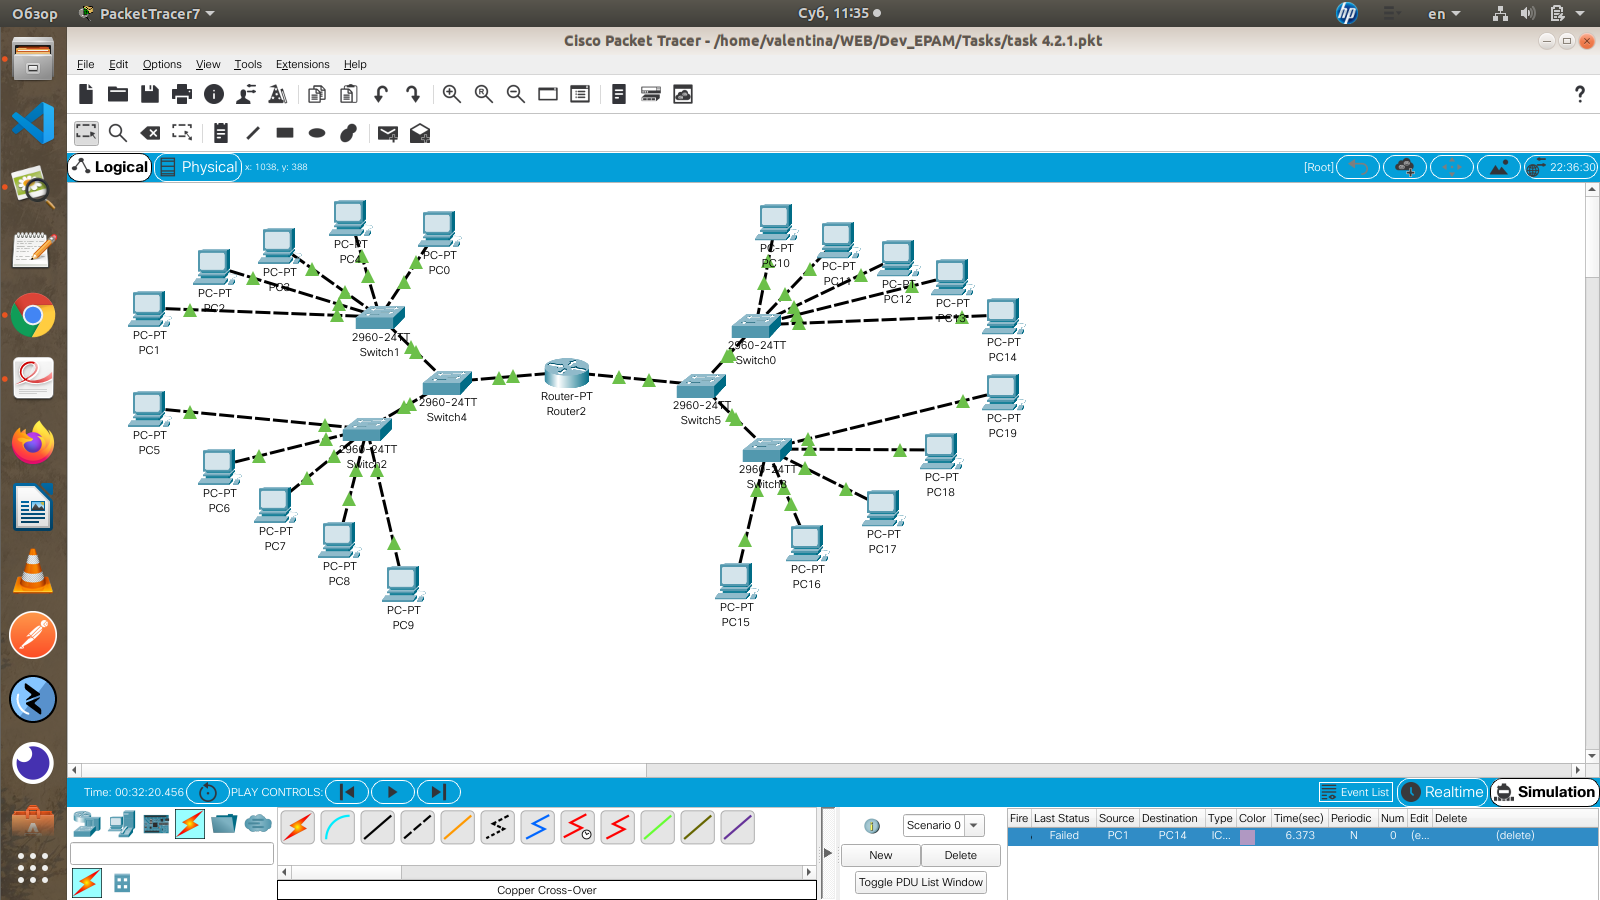 Обзор PacketTracer7 Суб, 11:35 en
Cisco Packet Tracer - /home/valentina/WEB/Dev_EPAM/Tasks/task 4.2.1.pkt
File Edit Options View Tools Extensions Help
?
Logical Physical x: 1038, y: 388 [Root] 22:36:30
PC-PT
PC4
PC-PT
PC0
PC-PT
PC3
PC-PT
PC2
PC-PT
PC1
2960-24TT
Switch1
PC-PT
PC10
PC-PT
PC11
PC-PT
PC12
PC-PT
PC13
PC-PT
PC14
2960-24TT
Switch0
2960-24TT
Switch4
Router-PT
Router2
2960-24TT
Switch5
PC-PT
PC5
2960-24TT
Switch2
PC-PT
PC6
PC-PT
PC7
PC-PT
PC8
PC-PT
PC9
PC-PT
PC19
2960-24TT
PC-PT
PC18
PC-PT
PC17
PC-PT
PC16
PC-PT
PC15
Time: 00:32:20.456 PLAY CONTROLS: Event List Realtime Simulation
Scenario 0
New Delete
Toggle PDU List Window
Copper Cross-Over
Fire Last Status Source Destination Type Color Time(sec) Periodic Num Edit Delete
Failed PC1 PC14 IC... 6.373 N 0 (e... (delete)